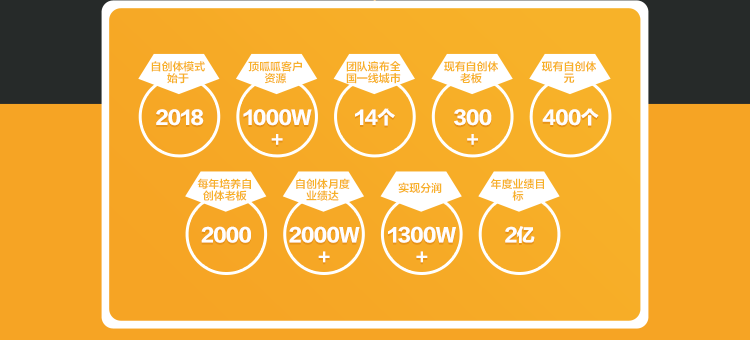 自创体模式
始于
2018
顶呱呱客户
资源
1000W
+
团队遍布全
国一线城市
14个
现有自创体
老板
300
+
现有自创体
元
400个
每年培养自
创体老板
2000
自创体月度
业绩达
2000W
+
实现分润
1300W
+
年度业绩目
标
2亿